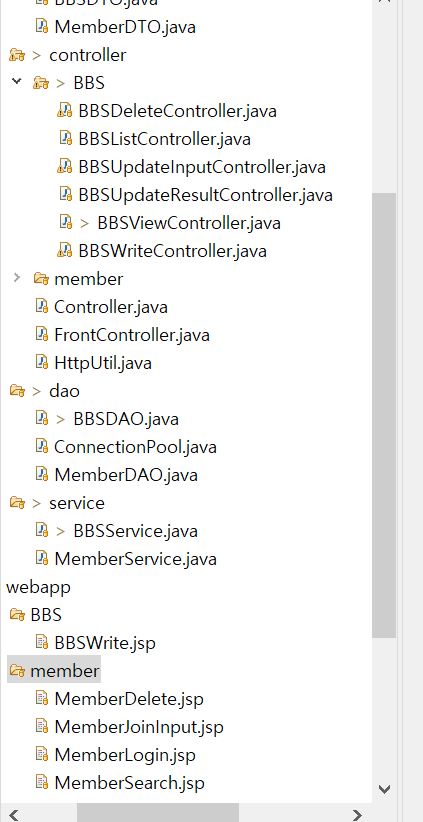 BBSDTO.java
MemberDTO.java
> controller
> BBS
BBSDeleteController.java
BBSListController.java
BBSUpdateInputController.java
BBSUpdateResultController.java
> BBSViewController.java
BBSWriteController.java
member
Controller.java
FrontController.java
HttpUtil.java
> dao
> BBSDAO.java
ConnectionPool.java
MemberDAO.java
> service
> BBSService.java
MemberService.java
webapp
BBS
BBSWrite.jsp
member
MemberDelete.jsp
MemberJoinInput.jsp
MemberLogin.jsp
MemberSearch.jsp